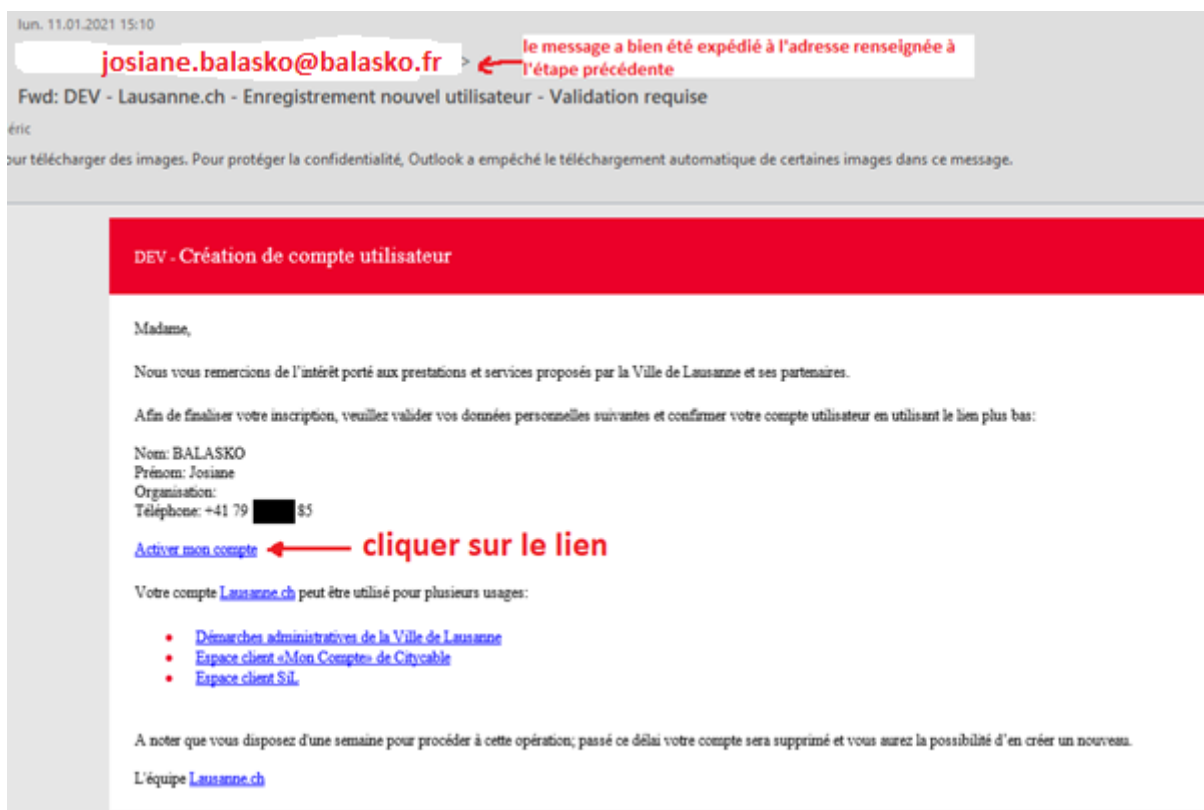 lun. 11.01.2021 15:10
josiane.balasko@balasko.fr >
le message a bien été expédié à l'adresse renseignée à
l'étape précédente
Fwd: DEV - Lausanne.ch - Enregistrement nouvel utilisateur - Validation requise
éric
our télécharger des images. Pour protéger la confidentialité, Outlook a empêché le téléchargement automatique de certaines images dans ce message.
DEV - Création de compte utilisateur
Madame,
Nous vous remercions de l'intérêt porté aux prestations et services proposés par la Ville de Lausanne et ses partenaires.
Afin de finaliser votre inscription, veuillez valider vos données personnelles suivantes et confirmer votre compte utilisateur en utilisant le lien plus bas:
Nom: BALASKO
Prénom: Josiane
Organisation:
Téléphone: +41 79 85
Activer mon compte
cliquer sur le lien
Votre compte Lausanne.ch peut être utilisé pour plusieurs usages:
• Démarches administratives de la Ville de Lausanne
• Espace client «Mon Compte» de Citycable
• Espace client SiL
A noter que vous disposez d'une semaine pour procéder à cette opération; passé ce délai votre compte sera supprimé et vous aurez la possibilité d'en créer un nouveau.
L'équipe Lausanne.ch